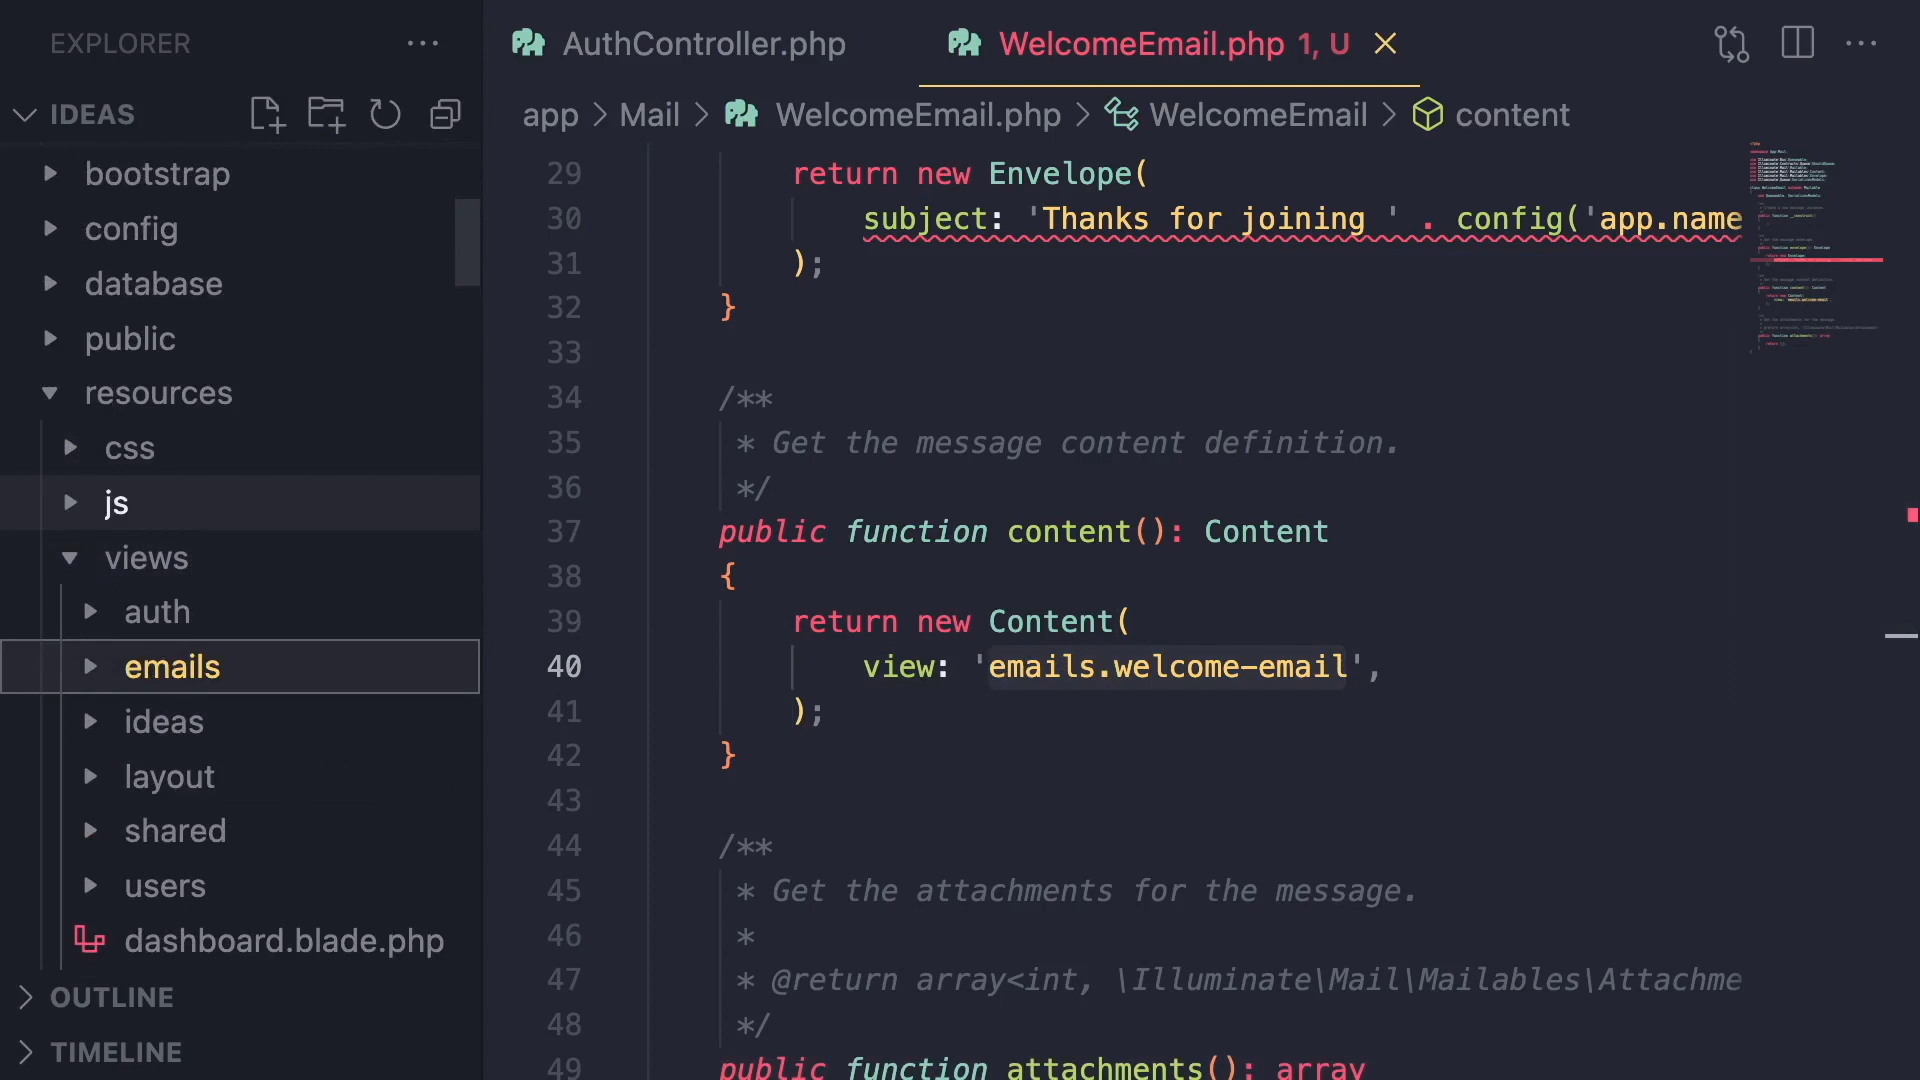 EXPLORER
IDEAS
bootstrap
config
database
public
resources
css
js
views
auth
emails
ideas
layout
shared
users
dashboard.blade.php
OUTLINE
TIMELINE
AuthController.php
WelcomeEmail.php 1, U
app > Mail > WelcomeEmail.php > WelcomeEmail > content
29 return new Envelope(
30 subject: 'Thanks for joining ' . config('app.name
31 );
32 }
33
34 /**
35 * Get the message content definition.
36 */
37 public function content(): Content
38 {
39 return new Content(
40 view: 'emails.welcome-email',
41 );
42 }
43
44 /**
45 * Get the attachments for the message.
46 *
47 * @return array<int, \Illuminate\Mail\Mailables\Attachme
48 */
49 public function attachments(): array